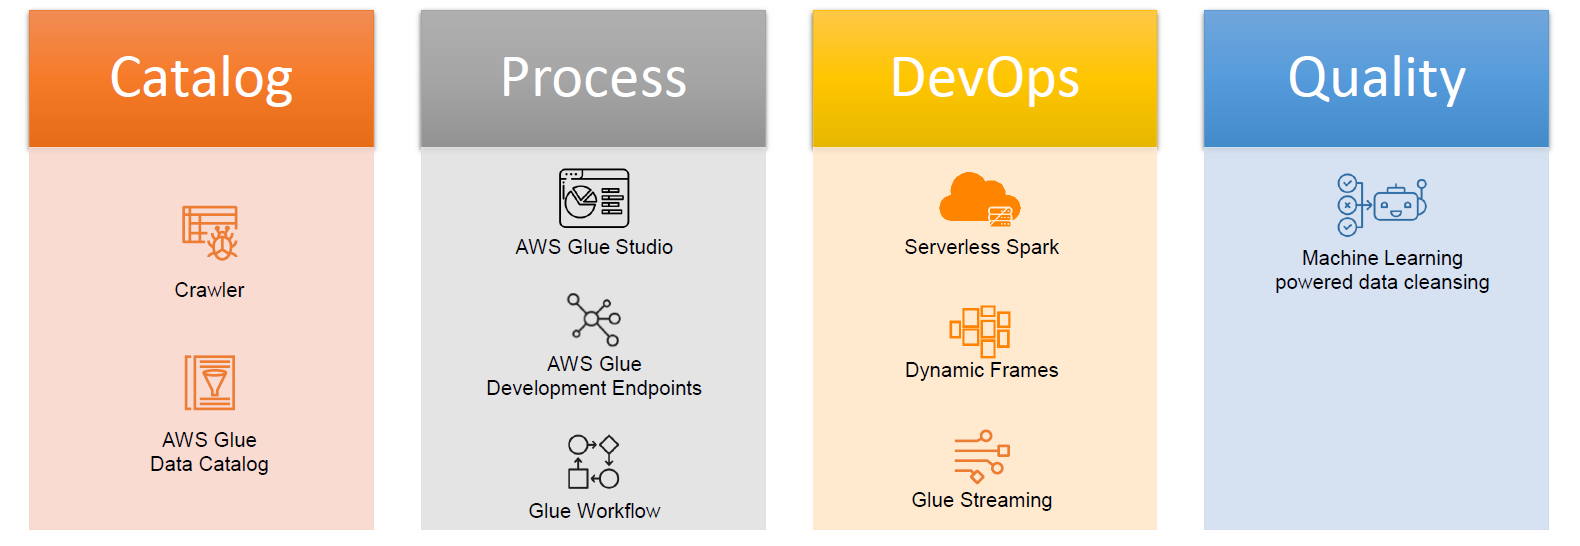 Catalog
Crawler
AWS Glue
Data Catalog
Process
AWS Glue Studio
AWS Glue
Development Endpoints
Glue Workflow
DevOps
Serverless Spark
Dynamic Frames
Glue Streaming
Quality
Machine Learning
powered data cleansing